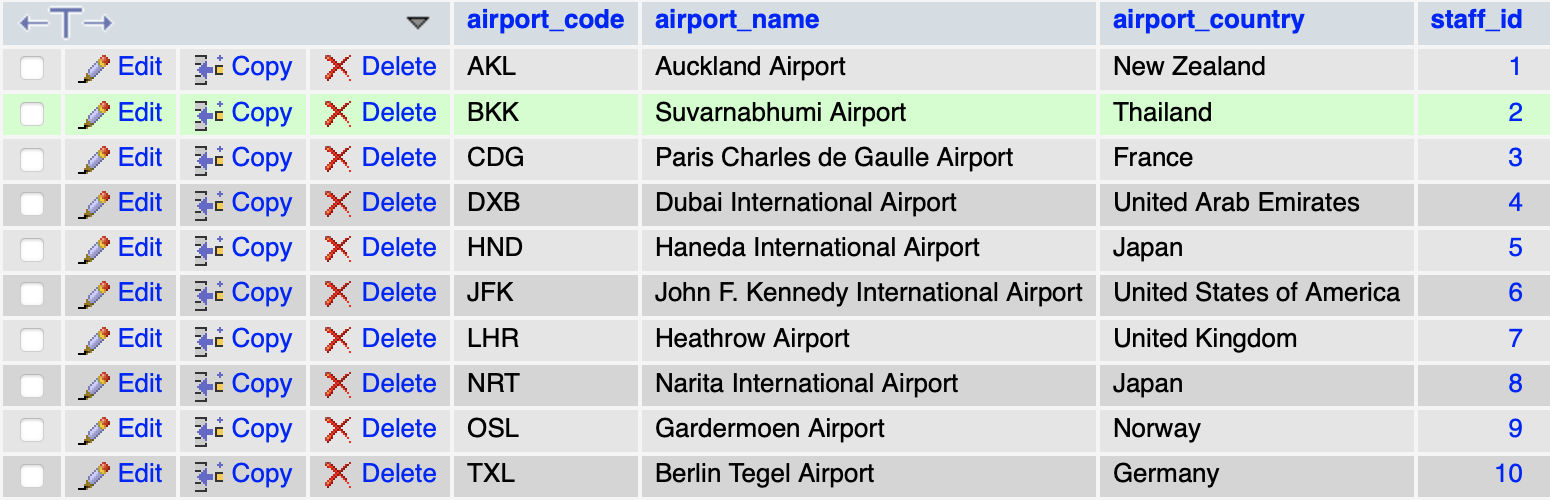 airport_code airport_name airport_country staff_id
Edit Copy Delete AKL Auckland Airport New Zealand 1
Edit Copy Delete BKK Suvarnabhumi Airport Thailand 2
Edit Copy Delete CDG Paris Charles de Gaulle Airport France 3
Edit Copy Delete DXB Dubai International Airport United Arab Emirates 4
Edit Copy Delete HND Haneda International Airport Japan 5
Edit Copy Delete JFK John F. Kennedy International Airport United States of America 6
Edit Copy Delete LHR Heathrow Airport United Kingdom 7
Edit Copy Delete NRT Narita International Airport Japan 8
Edit Copy Delete OSL Gardermoen Airport Norway 9
Edit Copy Delete TXL Berlin Tegel Airport Germany 10